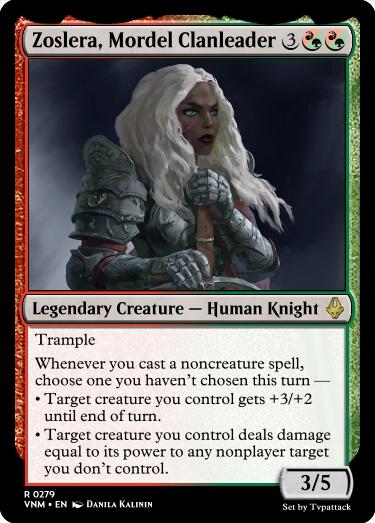 Zoslera, Mordel Clanleader 3
Legendary Creature — Human Knight
Trample
Whenever you cast a noncreature spell,
choose one you haven't chosen this turn —
• Target creature you control gets +3/+2
until end of turn.
• Target creature you control deals damage
equal to its power to any nonplayer target
you don't control.
3/5
R 0279
VNM • EN Danila Kalinin
Set by Tvpattack